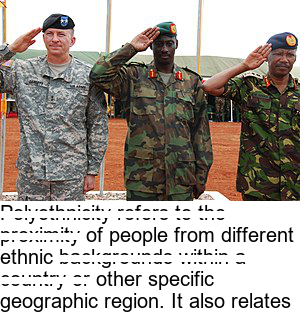 Polyethnicity refers to the
proximity of people from different
ethnic backgrounds within a
country or other specific
geographic region. It also relates